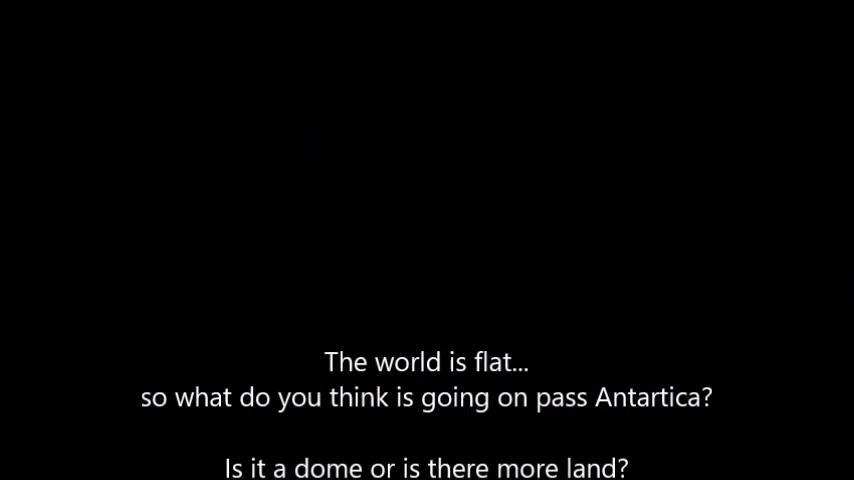 The world is flat...
so what do you think is going on pass Antartica?
Is it a dome or is there more land?